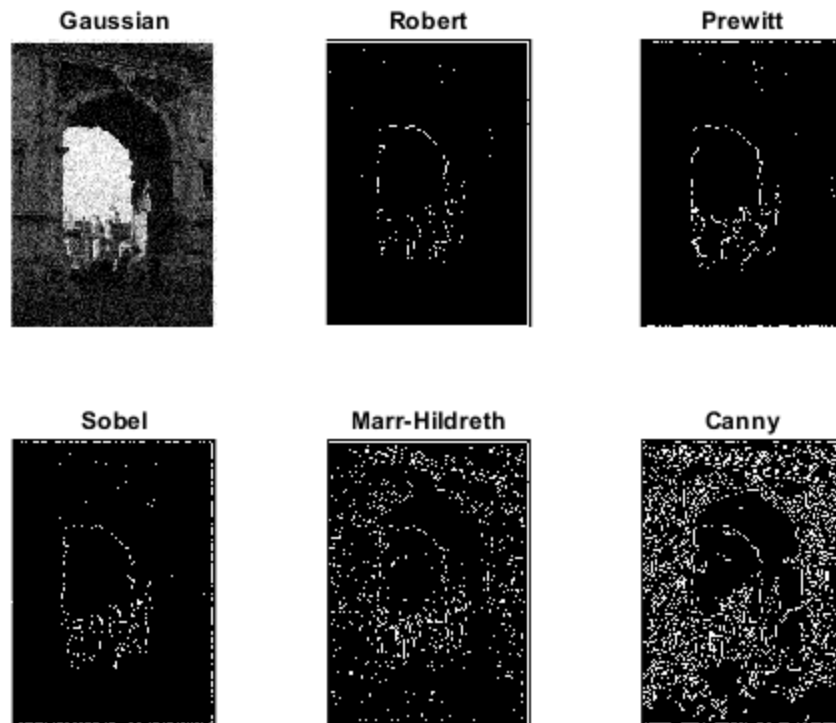 Gaussian
Robert
Prewitt
Sobel
Marr-Hildreth
Canny